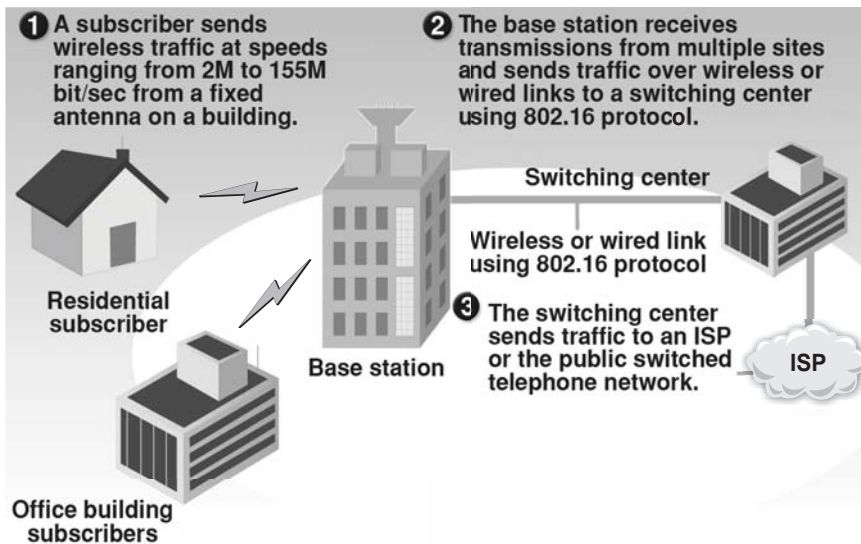 1 A subscriber sends
wireless traffic at speeds
ranging from 2M to 155M
bit/sec from a fixed
antenna on a building.
2 The base station receives
transmissions from multiple sites
and sends traffic over wireless or
wired links to a switching center
using 802.16 protocol.
Switching center
Wireless or wired link
using 802.16 protocol
Residential
subscriber
Base station
3 The switching center
sends traffic to an ISP
or the public switched
telephone network.
ISP
Office building
subscribers